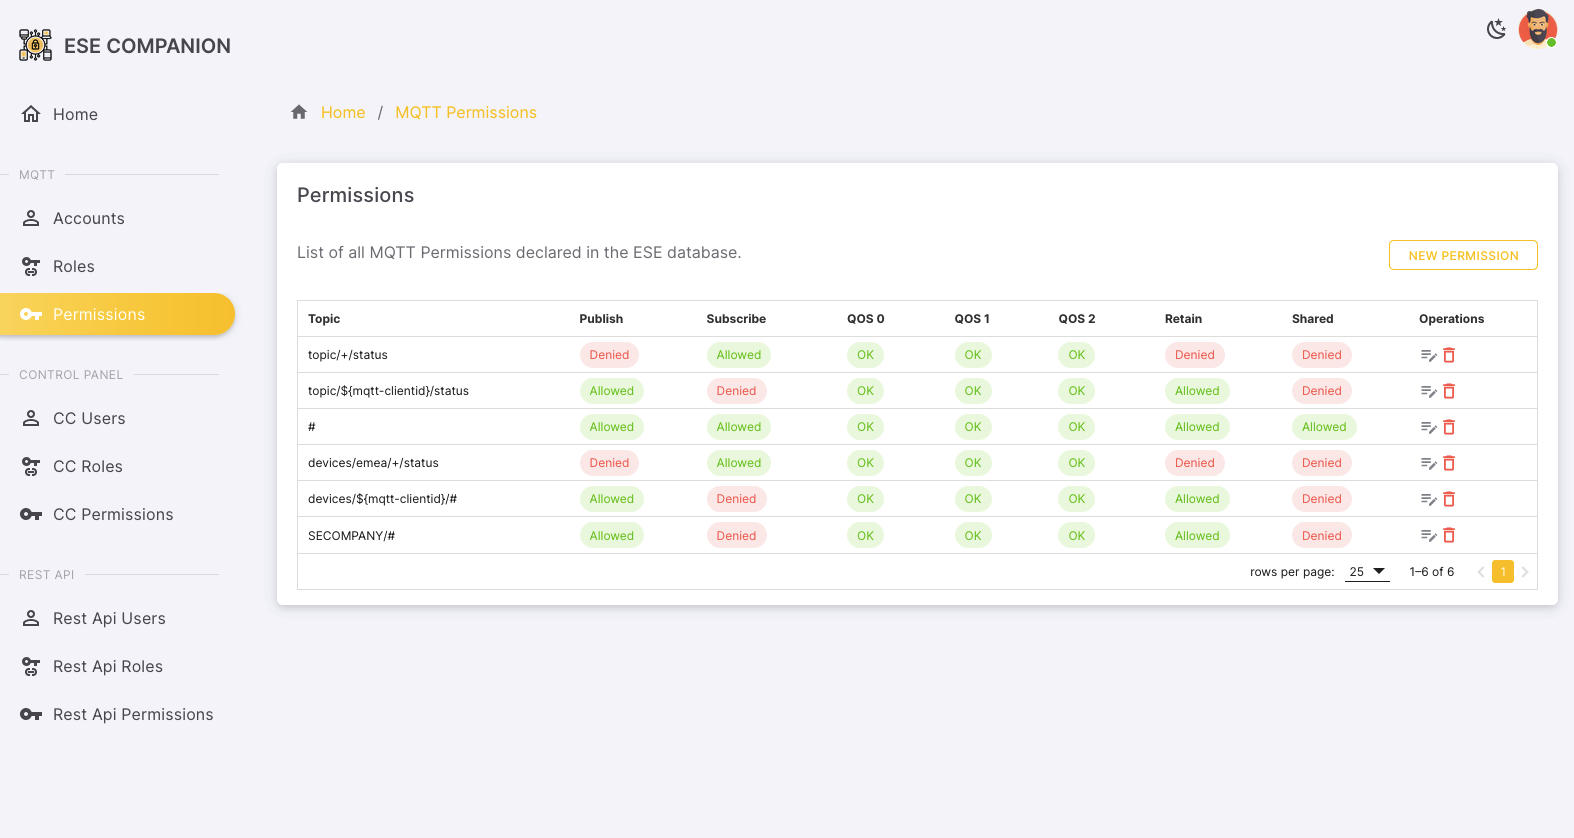 ESE COMPANION
Home
MQTT
Accounts
Roles
Permissions
CONTROL PANEL
CC Users
CC Roles
CC Permissions
REST API
Rest Api Users
Rest Api Roles
Rest Api Permissions
Home / MQTT Permissions
Permissions
List of all MQTT Permissions declared in the ESE database.
NEW PERMISSION
Topic Publish Subscribe QOS 0 QOS 1 QOS 2 Retain Shared Operations
topic/+/status Denied Allowed OK OK OK Denied Denied
topic/${mqtt-clientid}/status Allowed Denied OK OK OK Allowed Denied
# Allowed Allowed OK OK OK Allowed Allowed
devices/emea/+/status Denied Allowed OK OK OK Denied Denied
devices/${mqtt-clientid}/# Allowed Denied OK OK OK Allowed Denied
SECOMPANY/# Allowed Denied OK OK OK Allowed Denied
rows per page: 25 1–6 of 6 1